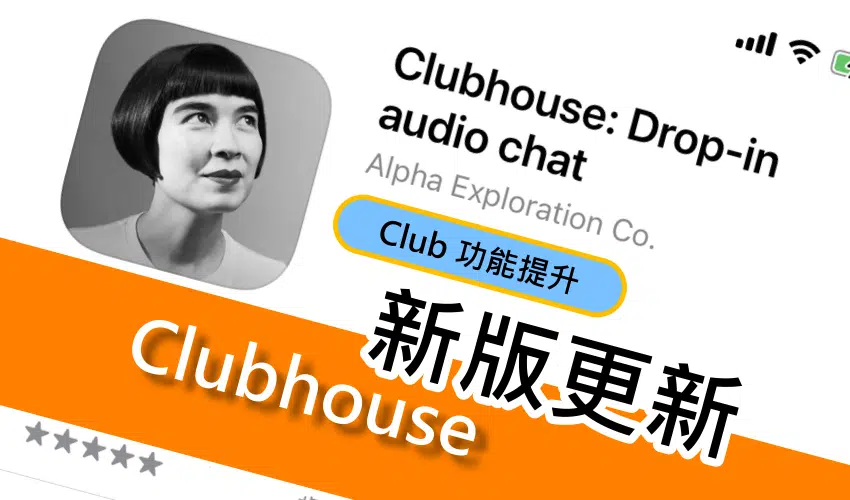 Clubhouse: Drop-in
audio chat
Alpha Exploration Co.
Club 功能提升
新版更新
Clubhouse